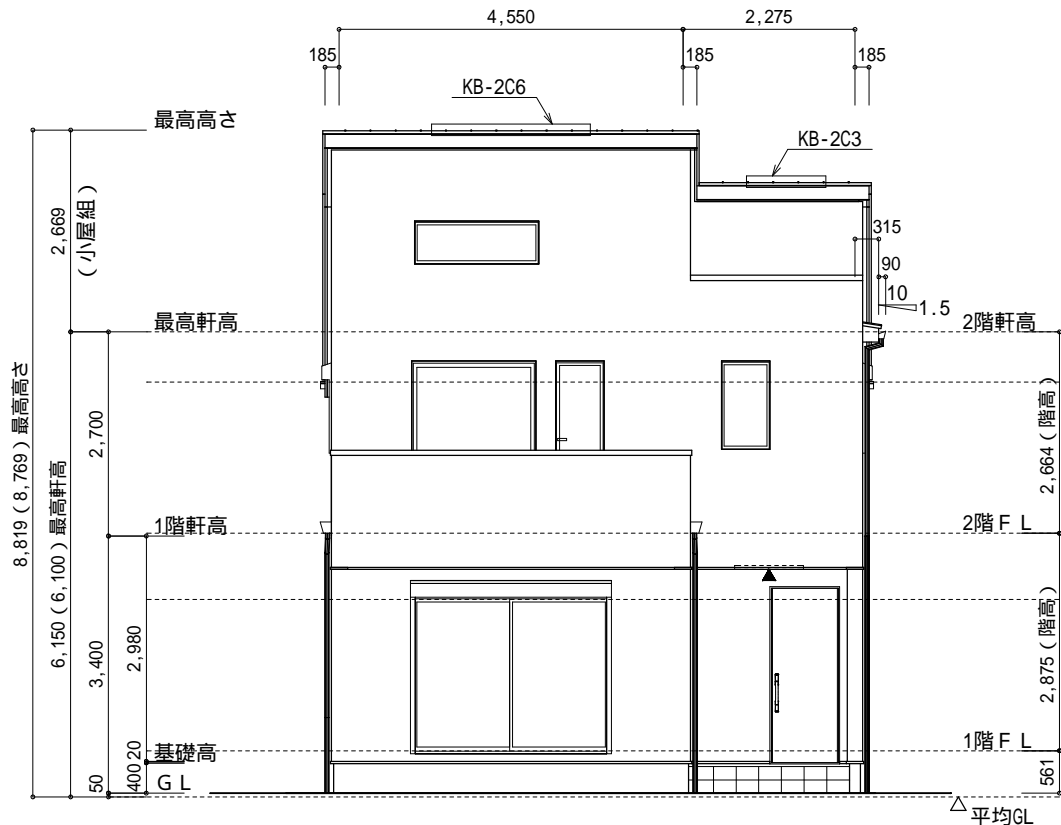 4,550
2,275
185
185
185
KB-2C6
最高高さ
KB-2C3
2,669
(小屋組)
315
90
10
1.5
最高軒高
2階軒高
8,819(8,769)最高高さ
6,150(6,100)最高軒高
2,700
2,664(階高)
1階軒高
2階FL
3,400
2,980
2,875(階高)
基礎高
1階FL
20
400
50
GL
561
平均GL